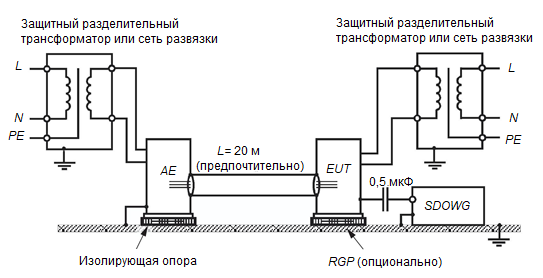 Защитный разделительный
трансформатор или сеть развязки
Защитный разделительный
трансформатор или сеть развязки
L
N
PE
L
N
PE
AE
L= 20 м
(предпочтительно)
EUT
0,5 мкФ
SDOWG
Изолирующая опора
RGP (опционально)